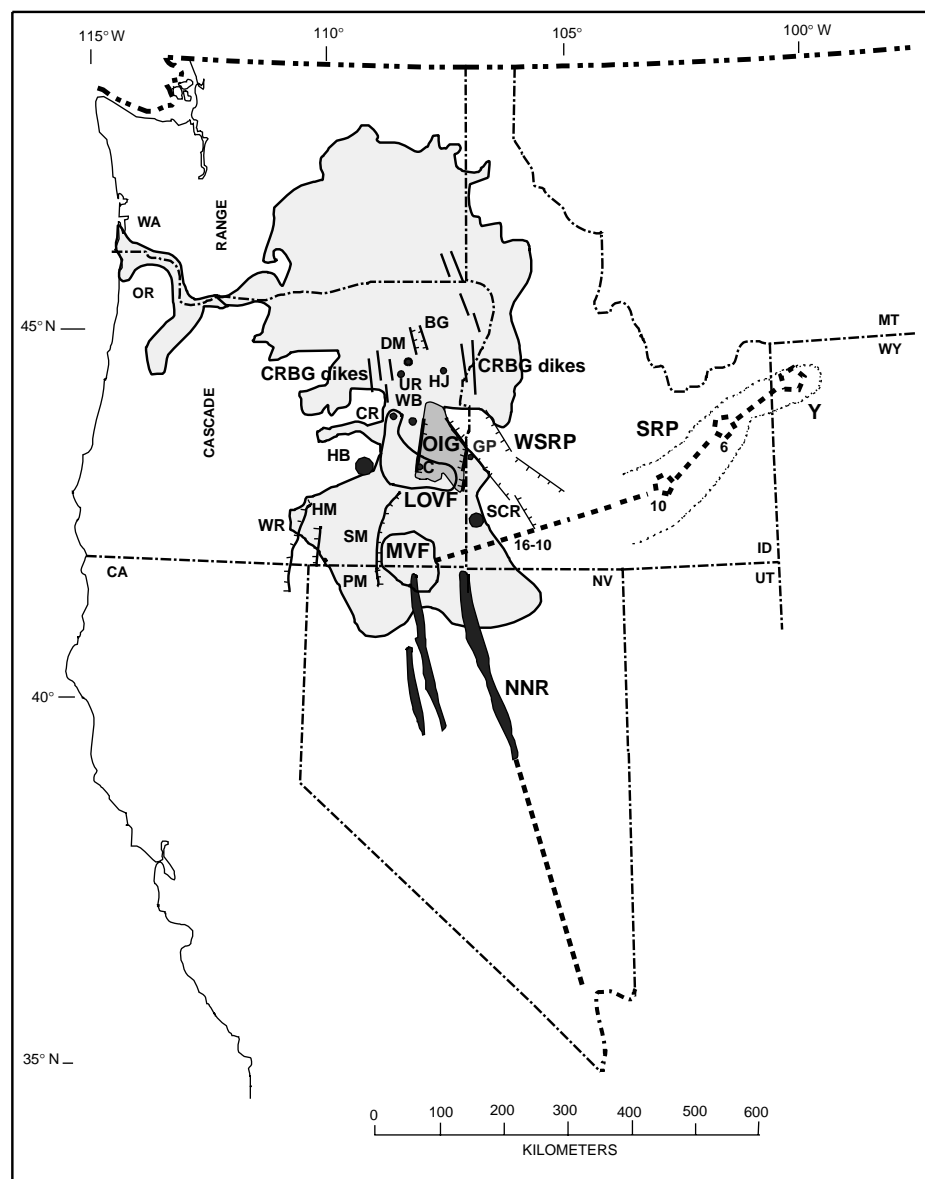 115° W
110°
105°
100° W
WA
RANGE
OR
45° N
MT
WY
BG
DM
CRBG dikes
CRBG dikes
UR
HJ
WB
CR
CASCADE
SRP
Y
6
OIG
GP
WSRP
HB
C
10
LOVF
SCR
HM
WR
SM
MVF
16-10
ID
CA
PM
NV
UT
NNR
40°
35° N
0
100
200
300
400
500
600
KILOMETERS